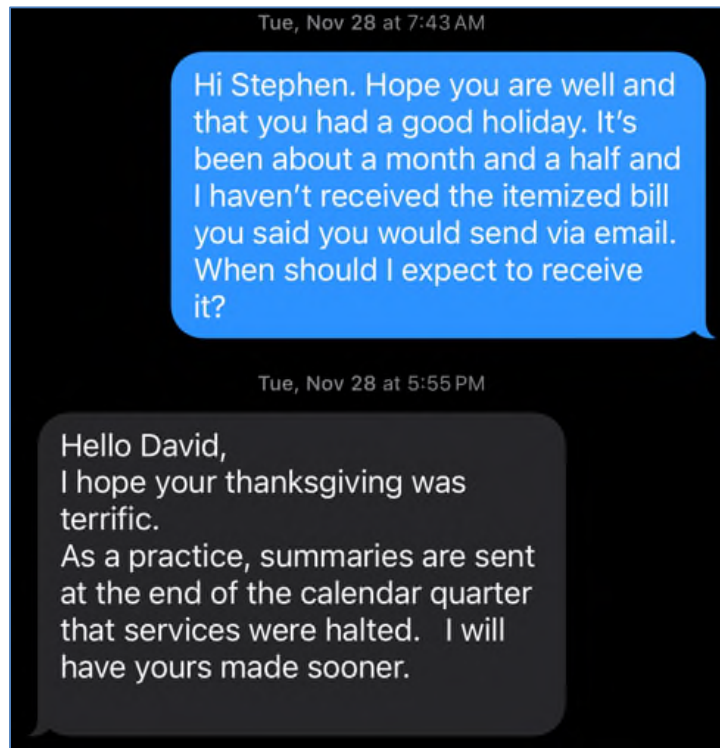 Tue, Nov 28 at 7:43 AM
Hi Stephen. Hope you are well and
that you had a good holiday. It's
been about a month and a half and
I haven't received the itemized bill
you said you would send via email.
When should I expect to receive
it?
Tue, Nov 28 at 5:55 PM
Hello David,
I hope your thanksgiving was
terrific.
As a practice, summaries are sent
at the end of the calendar quarter
that services were halted.   I will
have yours made sooner.